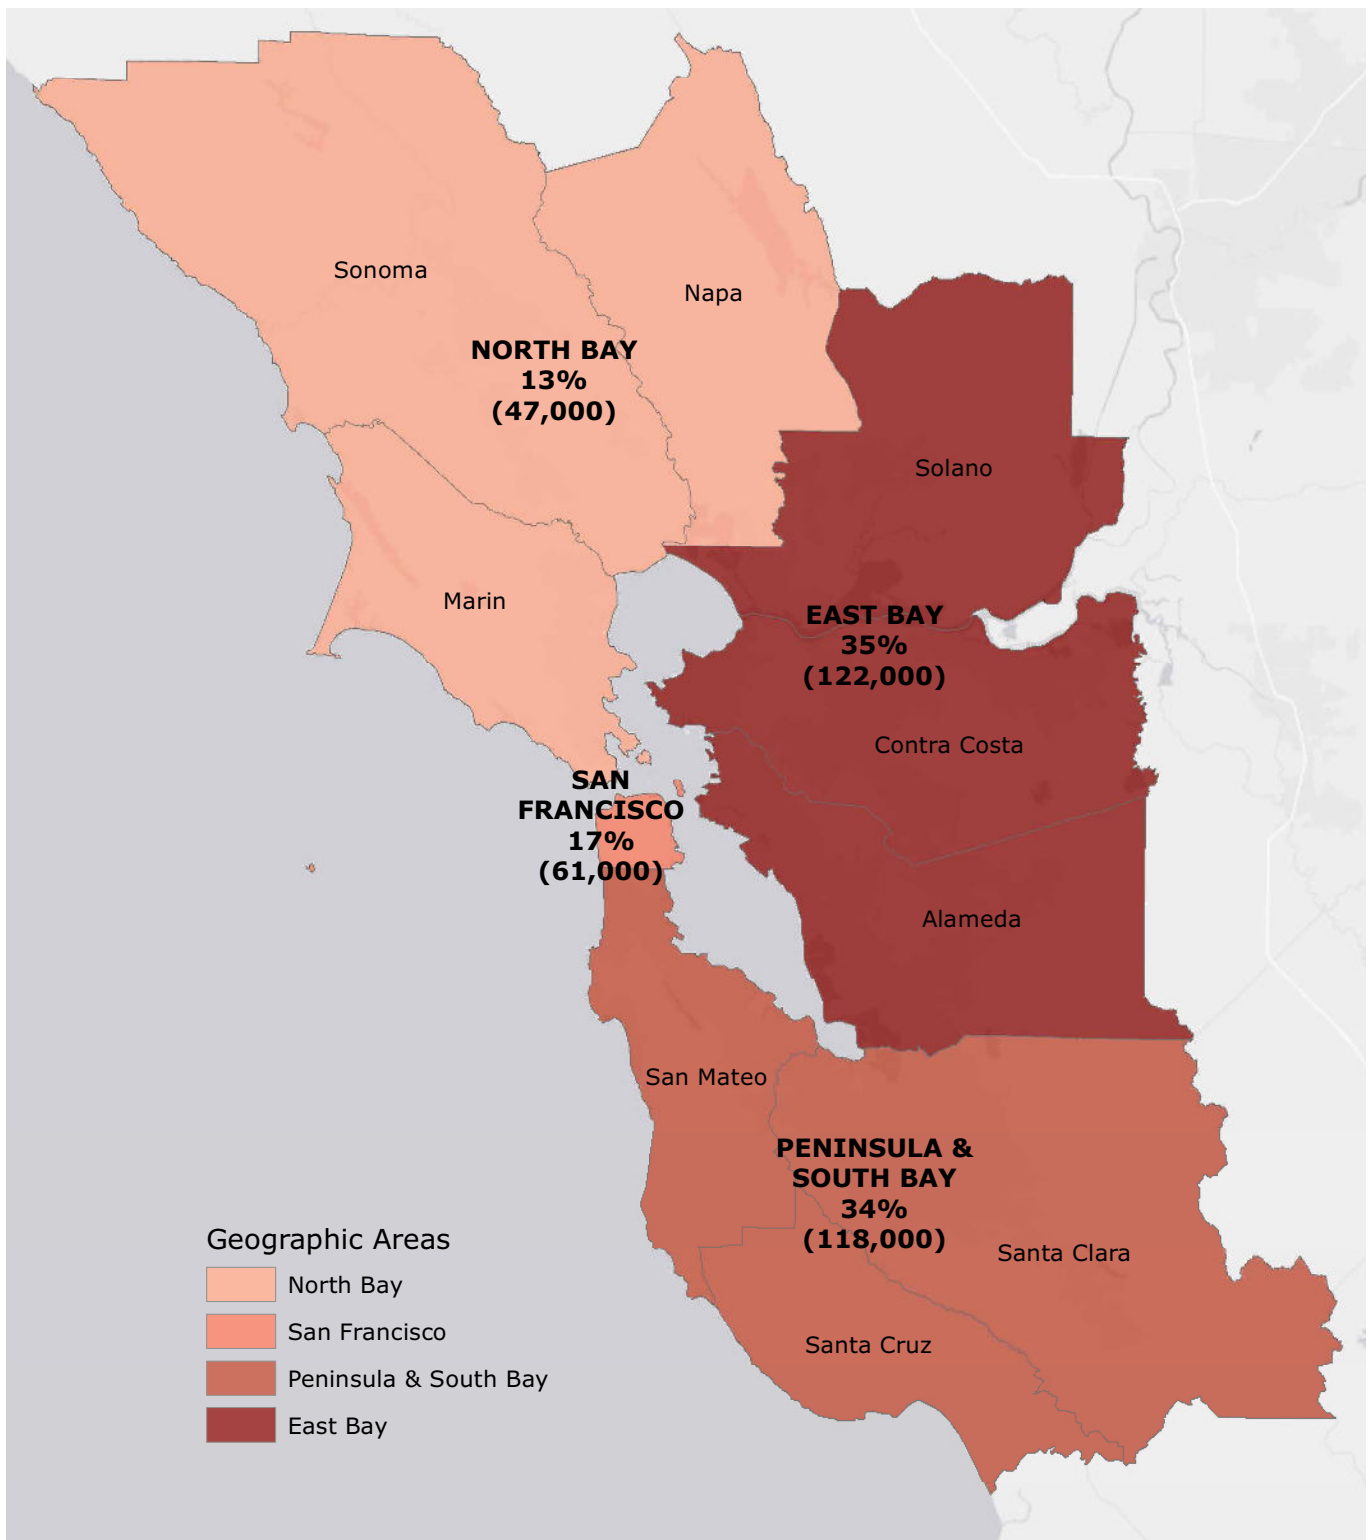 Sonoma
Napa
NORTH BAY
13%
(47,000)
Solano
Marin
EAST BAY
35%
(122,000)
Contra Costa
SAN
FRANCISCO
17%
(61,000)
Alameda
San Mateo
PENINSULA &
SOUTH BAY
34%
(118,000)
Santa Clara
Santa Cruz
Geographic Areas
North Bay
San Francisco
Peninsula & South Bay
East Bay